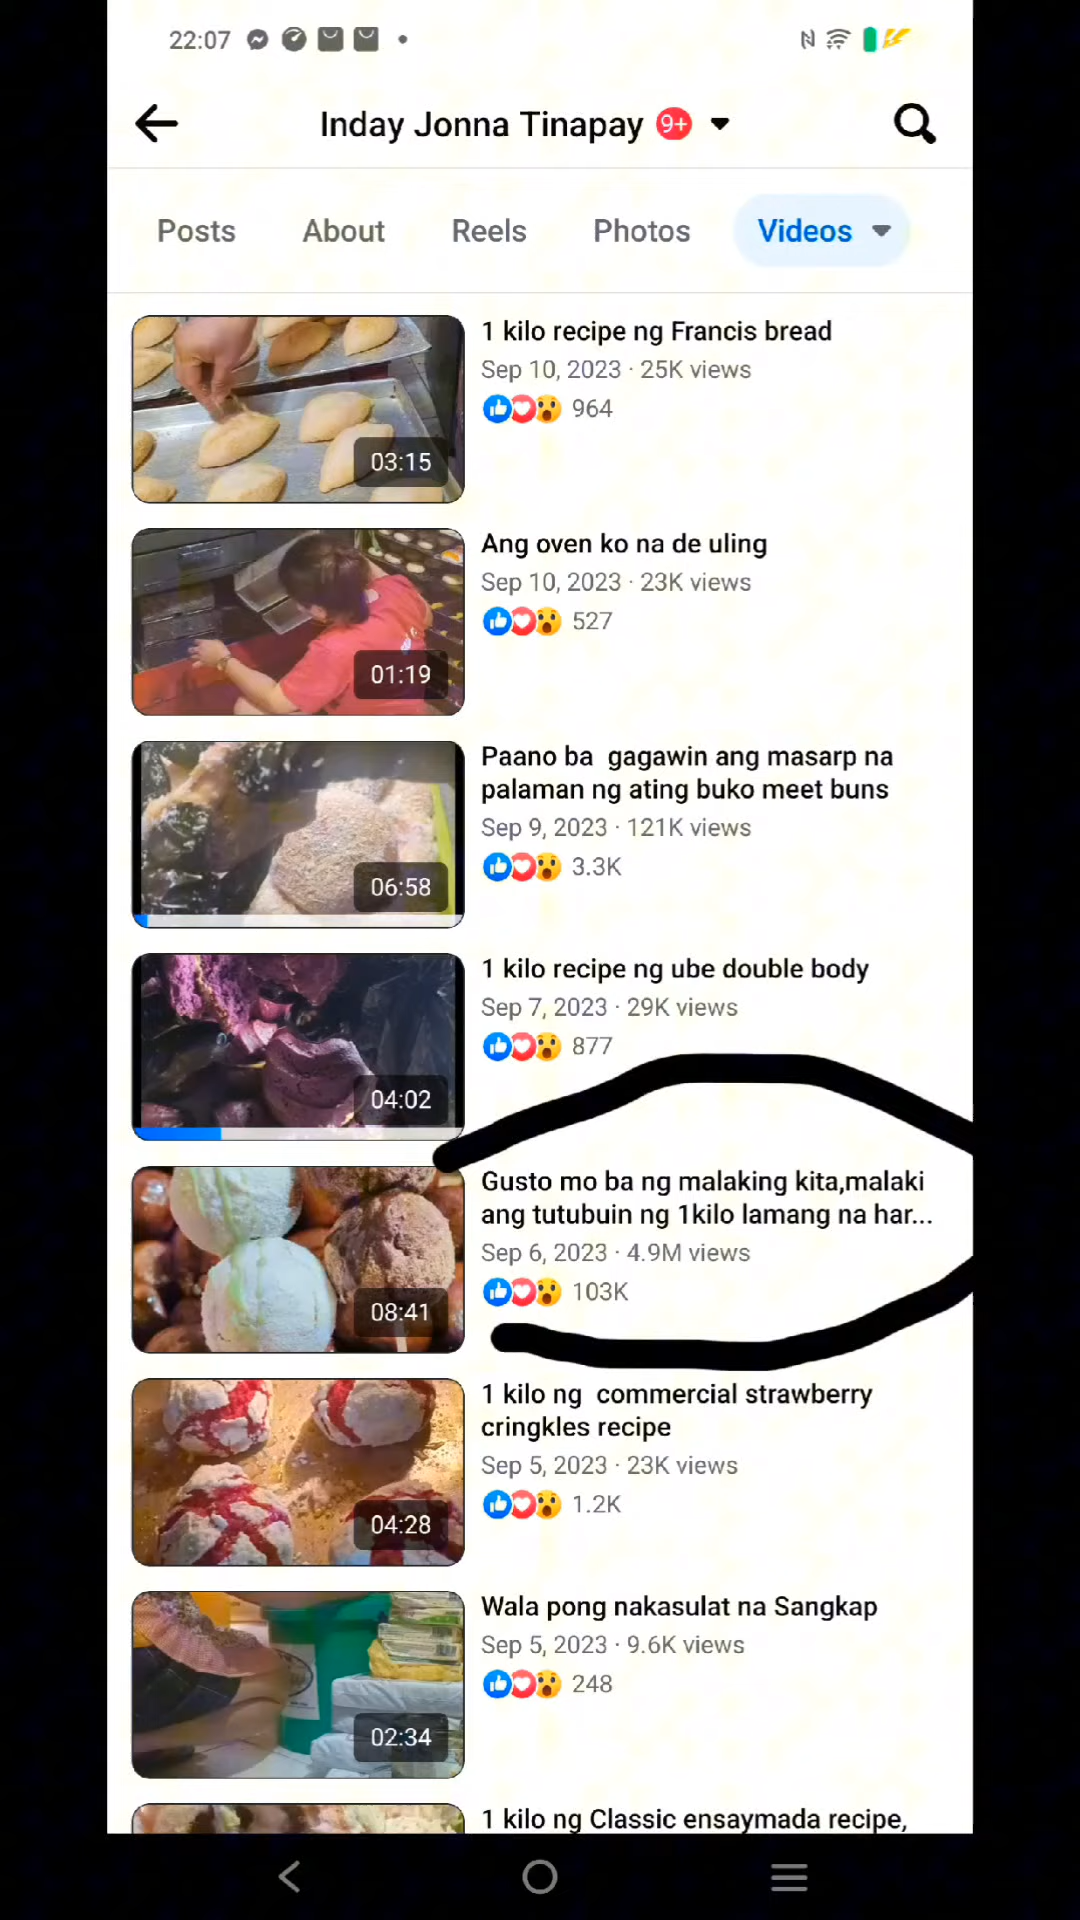 22:07
Inday Jonna Tinapay 9+
Posts About Reels Photos Videos
1 kilo recipe ng Francis bread
Sep 10, 2023 · 25K views
964
03:15
Ang oven ko na de uling
Sep 10, 2023 · 23K views
527
01:19
Paano ba gagawin ang masarp na
palaman ng ating buko meet buns
Sep 9, 2023 · 121K views
3.3K
06:58
1 kilo recipe ng ube double body
Sep 7, 2023 · 29K views
877
04:02
Gusto mo ba ng malaking kita,malaki
ang tutubuin ng 1kilo lamang na har...
Sep 6, 2023 · 4.9M views
103K
08:41
1 kilo ng commercial strawberry
cringkles recipe
Sep 5, 2023 · 23K views
1.2K
04:28
Wala pong nakasulat na Sangkap
Sep 5, 2023 · 9.6K views
248
02:34
1 kilo ng Classic ensaymada recipe,